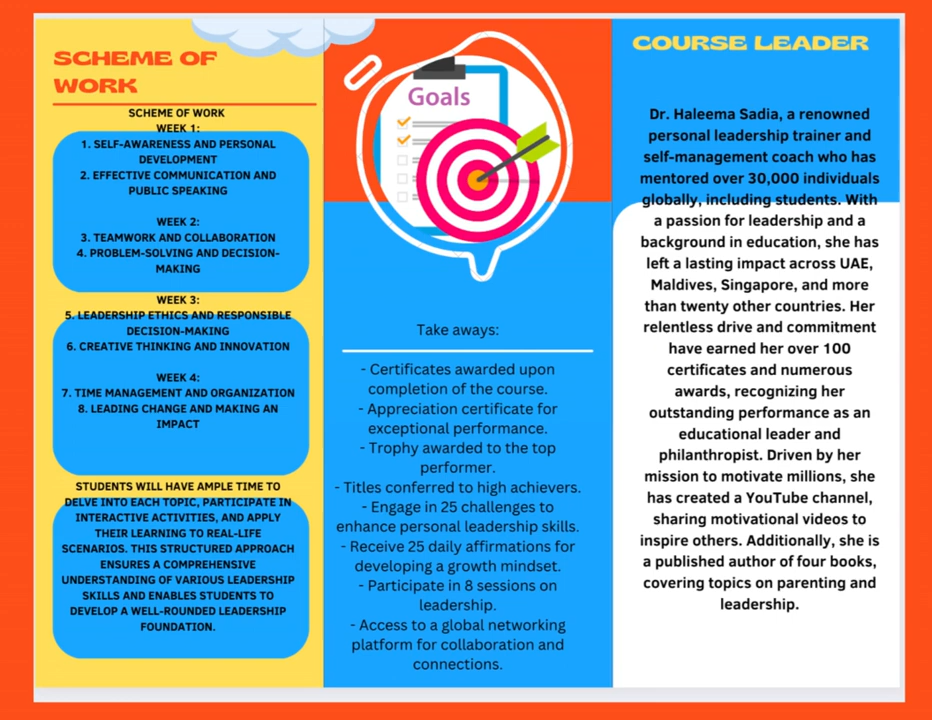 SCHEME OF
WORK
SCHEME OF WORK
WEEK 1:
1. SELF-AWARENESS AND PERSONAL
DEVELOPMENT
2. EFFECTIVE COMMUNICATION AND
PUBLIC SPEAKING
WEEK 2:
3. TEAMWORK AND COLLABORATION
4. PROBLEM-SOLVING AND DECISION-
MAKING
WEEK 3:
5. LEADERSHIP ETHICS AND RESPONSIBLE
DECISION-MAKING
6. CREATIVE THINKING AND INNOVATION
WEEK 4:
7. TIME MANAGEMENT AND ORGANIZATION
8. LEADING CHANGE AND MAKING AN
IMPACT
STUDENTS WILL HAVE AMPLE TIME TO
DELVE INTO EACH TOPIC, PARTICIPATE IN
INTERACTIVE ACTIVITIES, AND APPLY
THEIR LEARNING TO REAL-LIFE
SCENARIOS. THIS STRUCTURED APPROACH
ENSURES A COMPREHENSIVE
UNDERSTANDING OF VARIOUS LEADERSHIP
SKILLS AND ENABLES STUDENTS TO
DEVELOP A WELL-ROUNDED LEADERSHIP
FOUNDATION.
Goals
Take aways:
- Certificates awarded upon
completion of the course.
- Appreciation certificate for
exceptional performance.
- Trophy awarded to the top
performer.
- Titles conferred to high achievers.
- Engage in 25 challenges to
enhance personal leadership skills.
- Receive 25 daily affirmations for
developing a growth mindset.
- Participate in 8 sessions on
leadership.
- Access to a global networking
platform for collaboration and
connections.
COURSE LEADER
Dr. Haleema Sadia, a renowned
personal leadership trainer and
self-management coach who has
mentored over 30,000 individuals
globally, including students. With
a passion for leadership and a
background in education, she has
left a lasting impact across UAE,
Maldives, Singapore, and more
than twenty other countries. Her
relentless drive and commitment
have earned her over 100
certificates and numerous
awards, recognizing her
outstanding performance as an
educational leader and
philanthropist. Driven by her
mission to motivate millions, she
has created a YouTube channel,
sharing motivational videos to
inspire others. Additionally, she is
a published author of four books,
covering topics on parenting and
leadership.